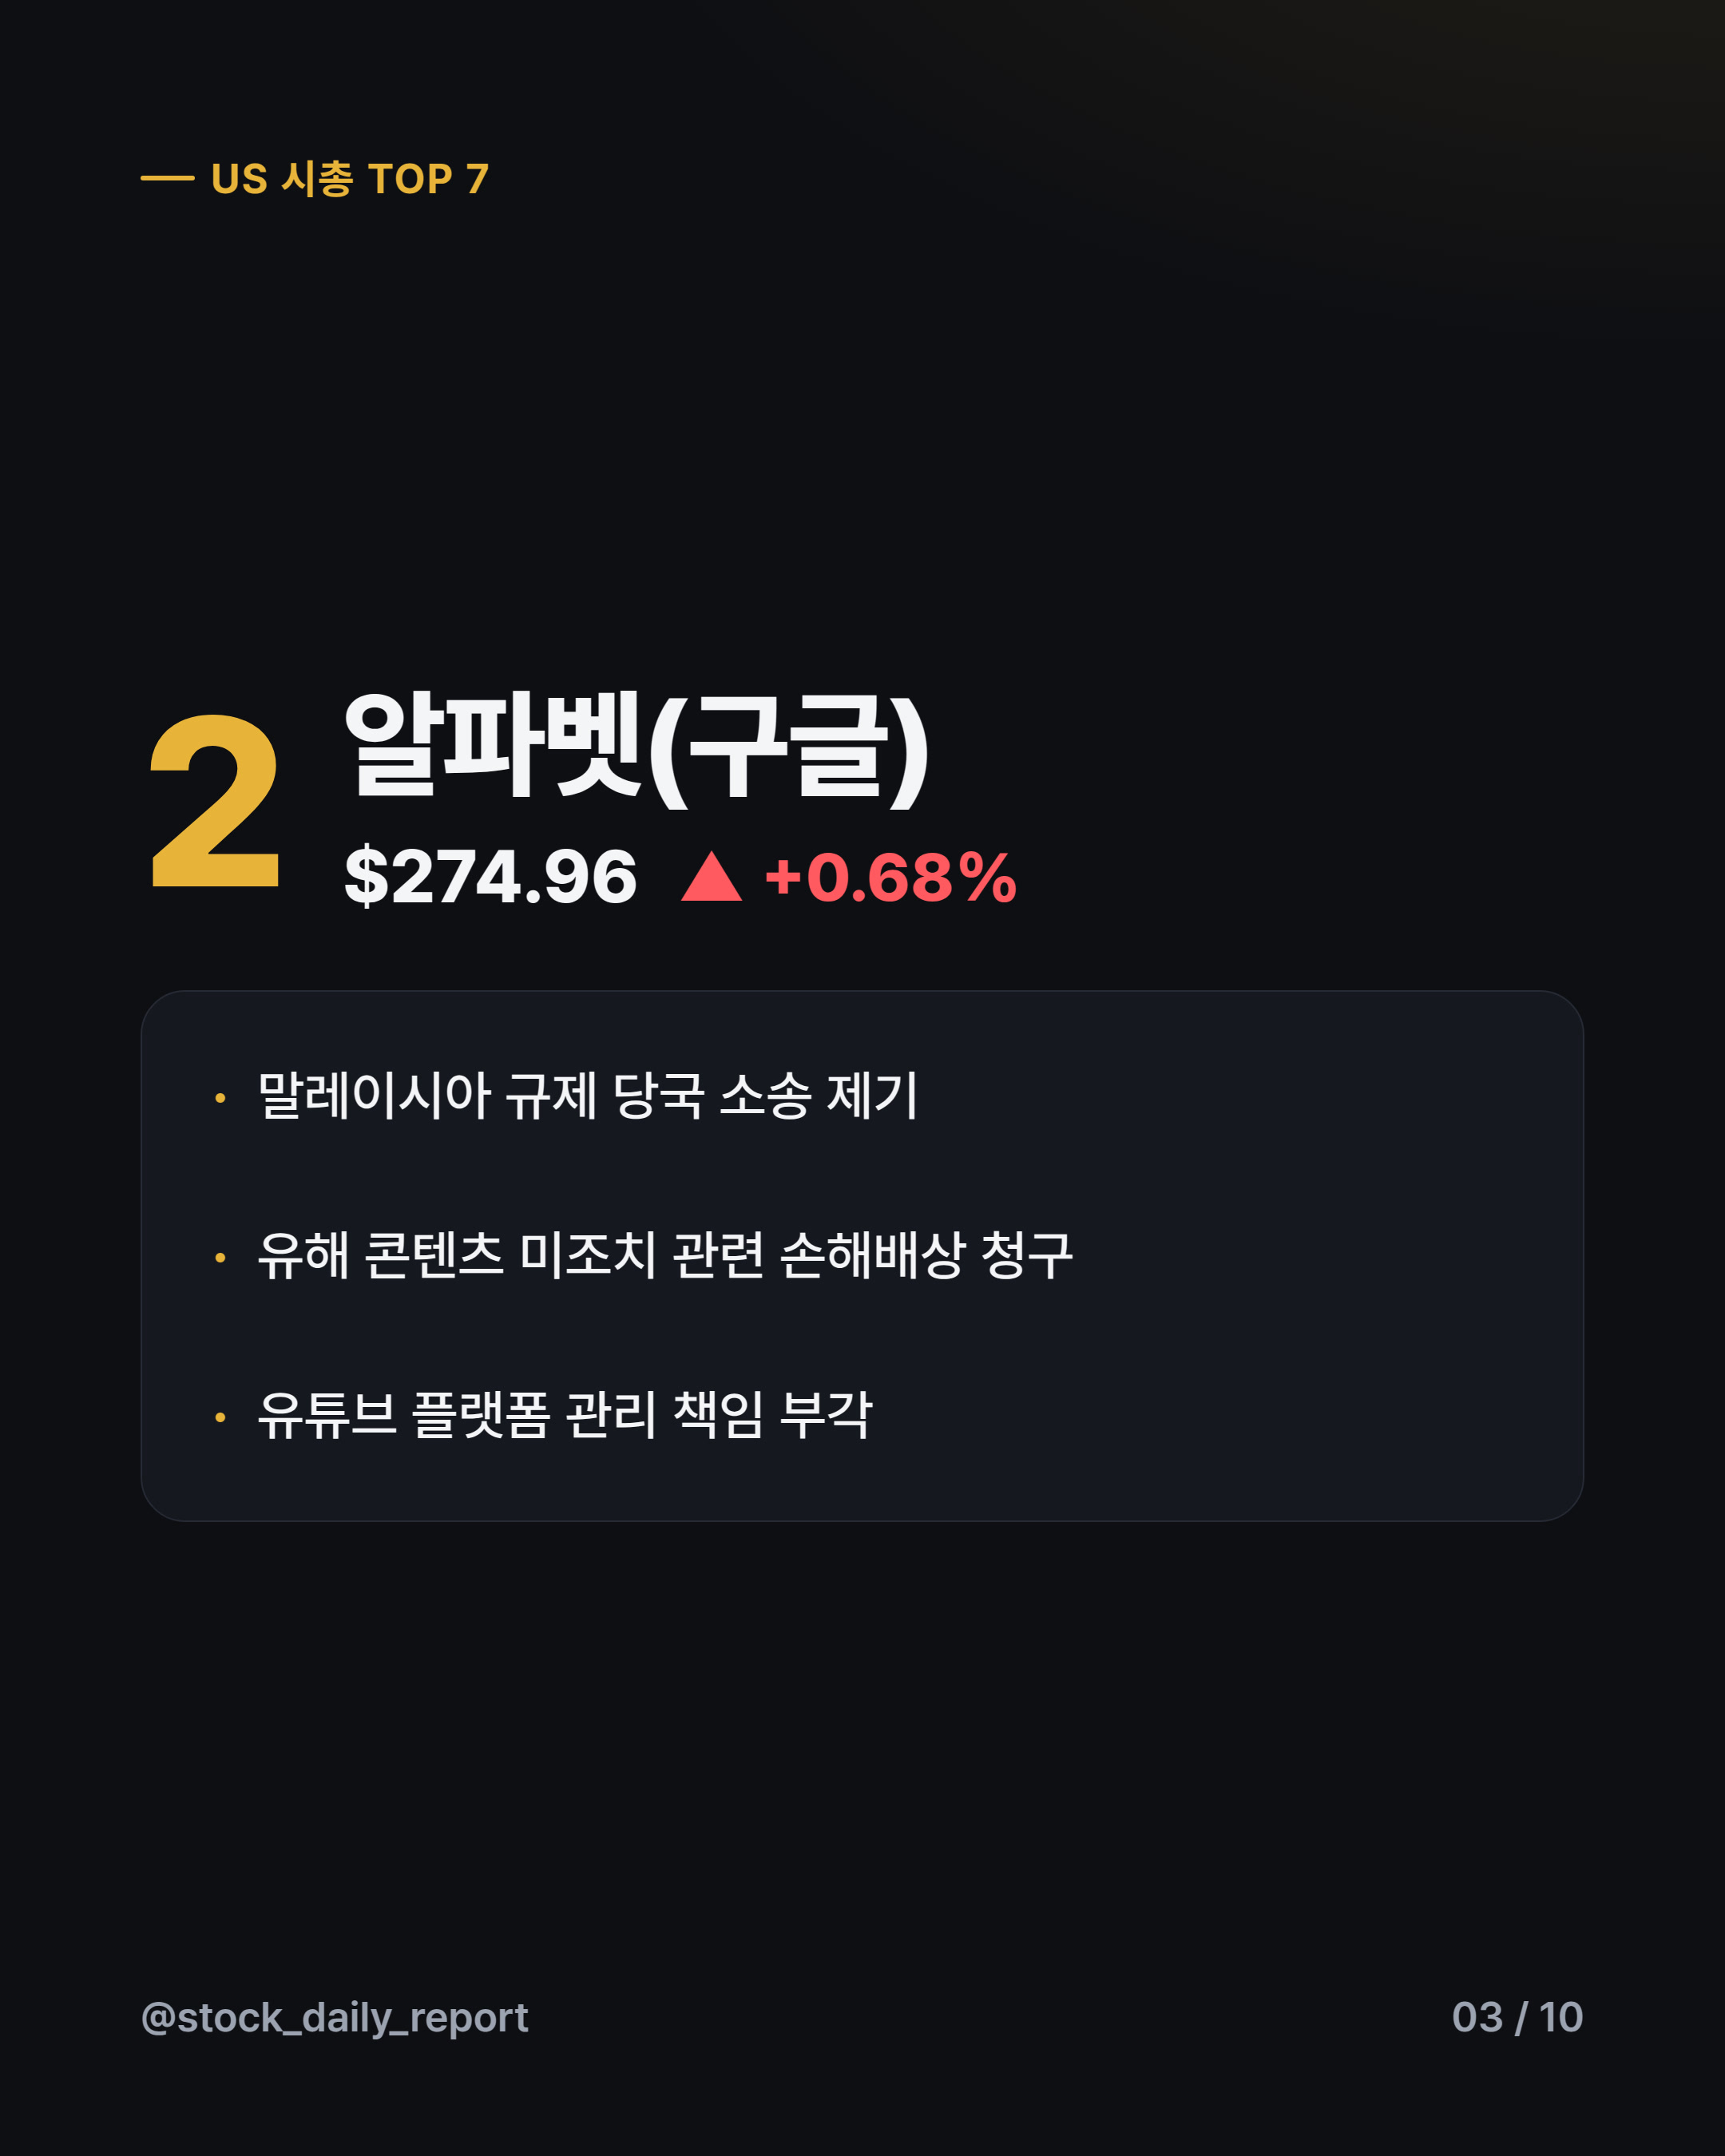 US 시총 TOP 7
2
알파벳(구글)
$274.96 ▲ +0.68%
• 말레이시아 규제 당국 소송 제기
• 유해 콘텐츠 미조치 관련 손해배상 청구
• 유튜브 플랫폼 관리 책임 부각
@stock_daily_report
03 / 10